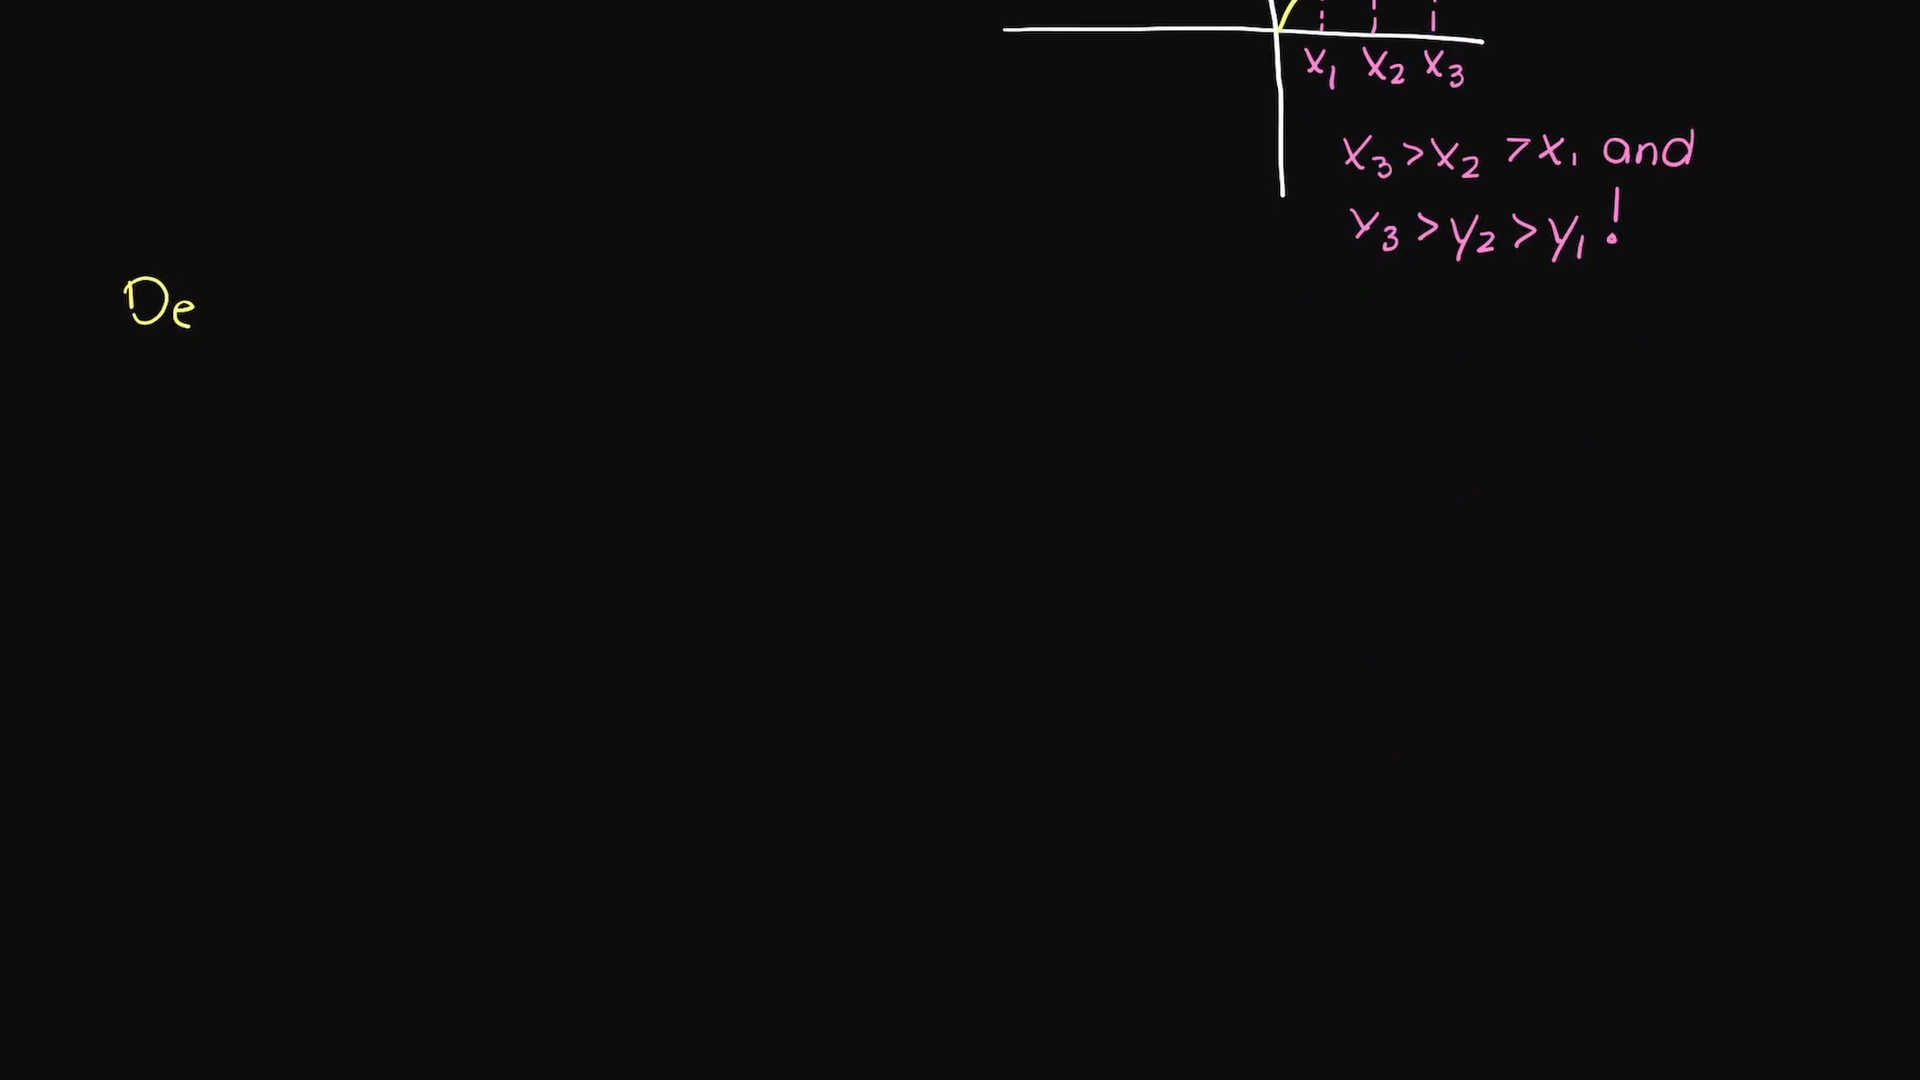 x₁ x₂ x₃
x₃ > x₂ > x₁ and
y₃ > y₂ > y₁ !
De